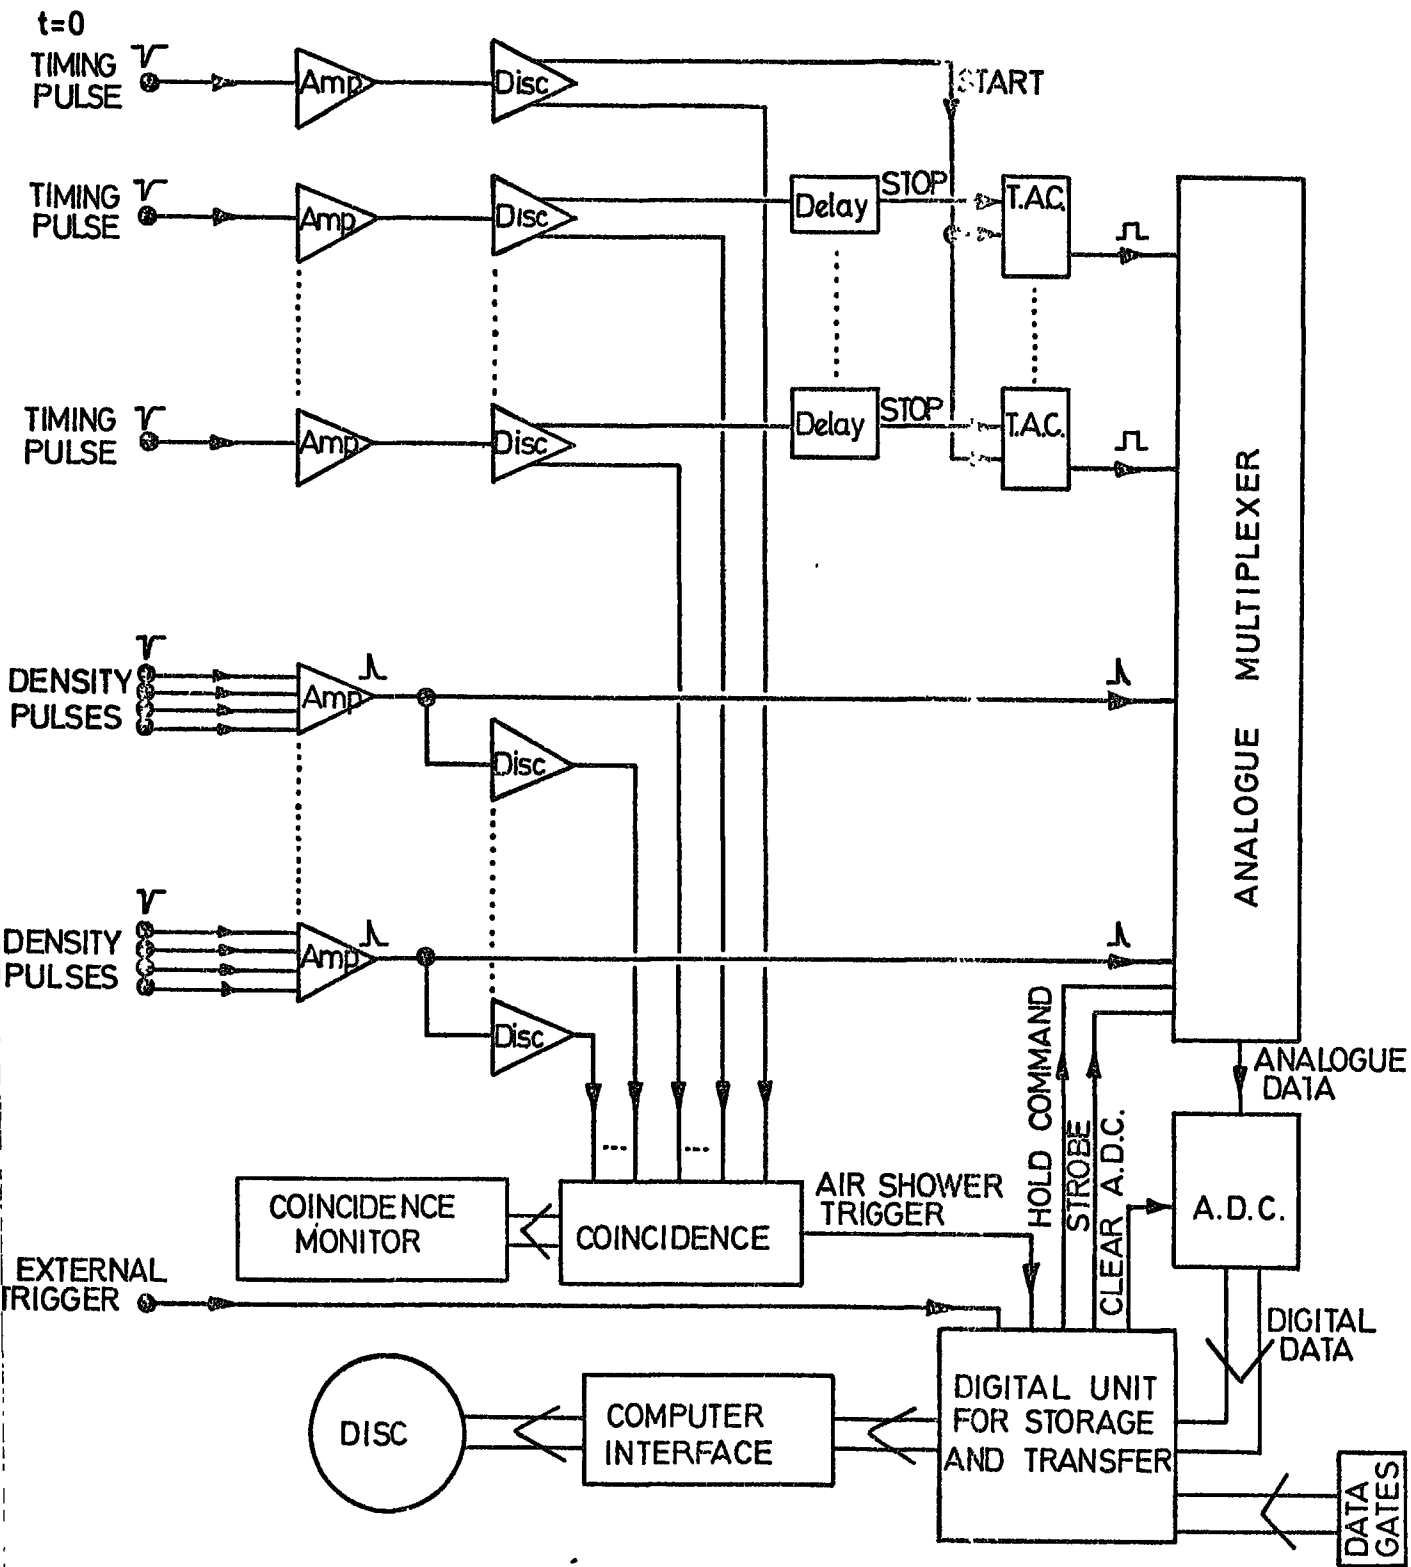 t=0
TIMING
PULSE
Amp
Disc
START
TIMING
PULSE
Amp
Disc
Delay
STOP
T.A.C.
TIMING
PULSE
Amp
Disc
Delay
STOP
T.A.C.
ANALOGUE MULTIPLEXER
DENSITY
PULSES
Amp
Disc
DENSITY
PULSES
Amp
Disc
HOLD COMMAND
STROBE
CLEAR A.D.C.
ANALOGUE
DATA
A.D.C.
COINCIDENCE
MONITOR
COINCIDENCE
AIR SHOWER
TRIGGER
EXTERNAL
TRIGGER
DIGITAL
DATA
DISC
COMPUTER
INTERFACE
DIGITAL UNIT
FOR STORAGE
AND TRANSFER
DATA
GATES